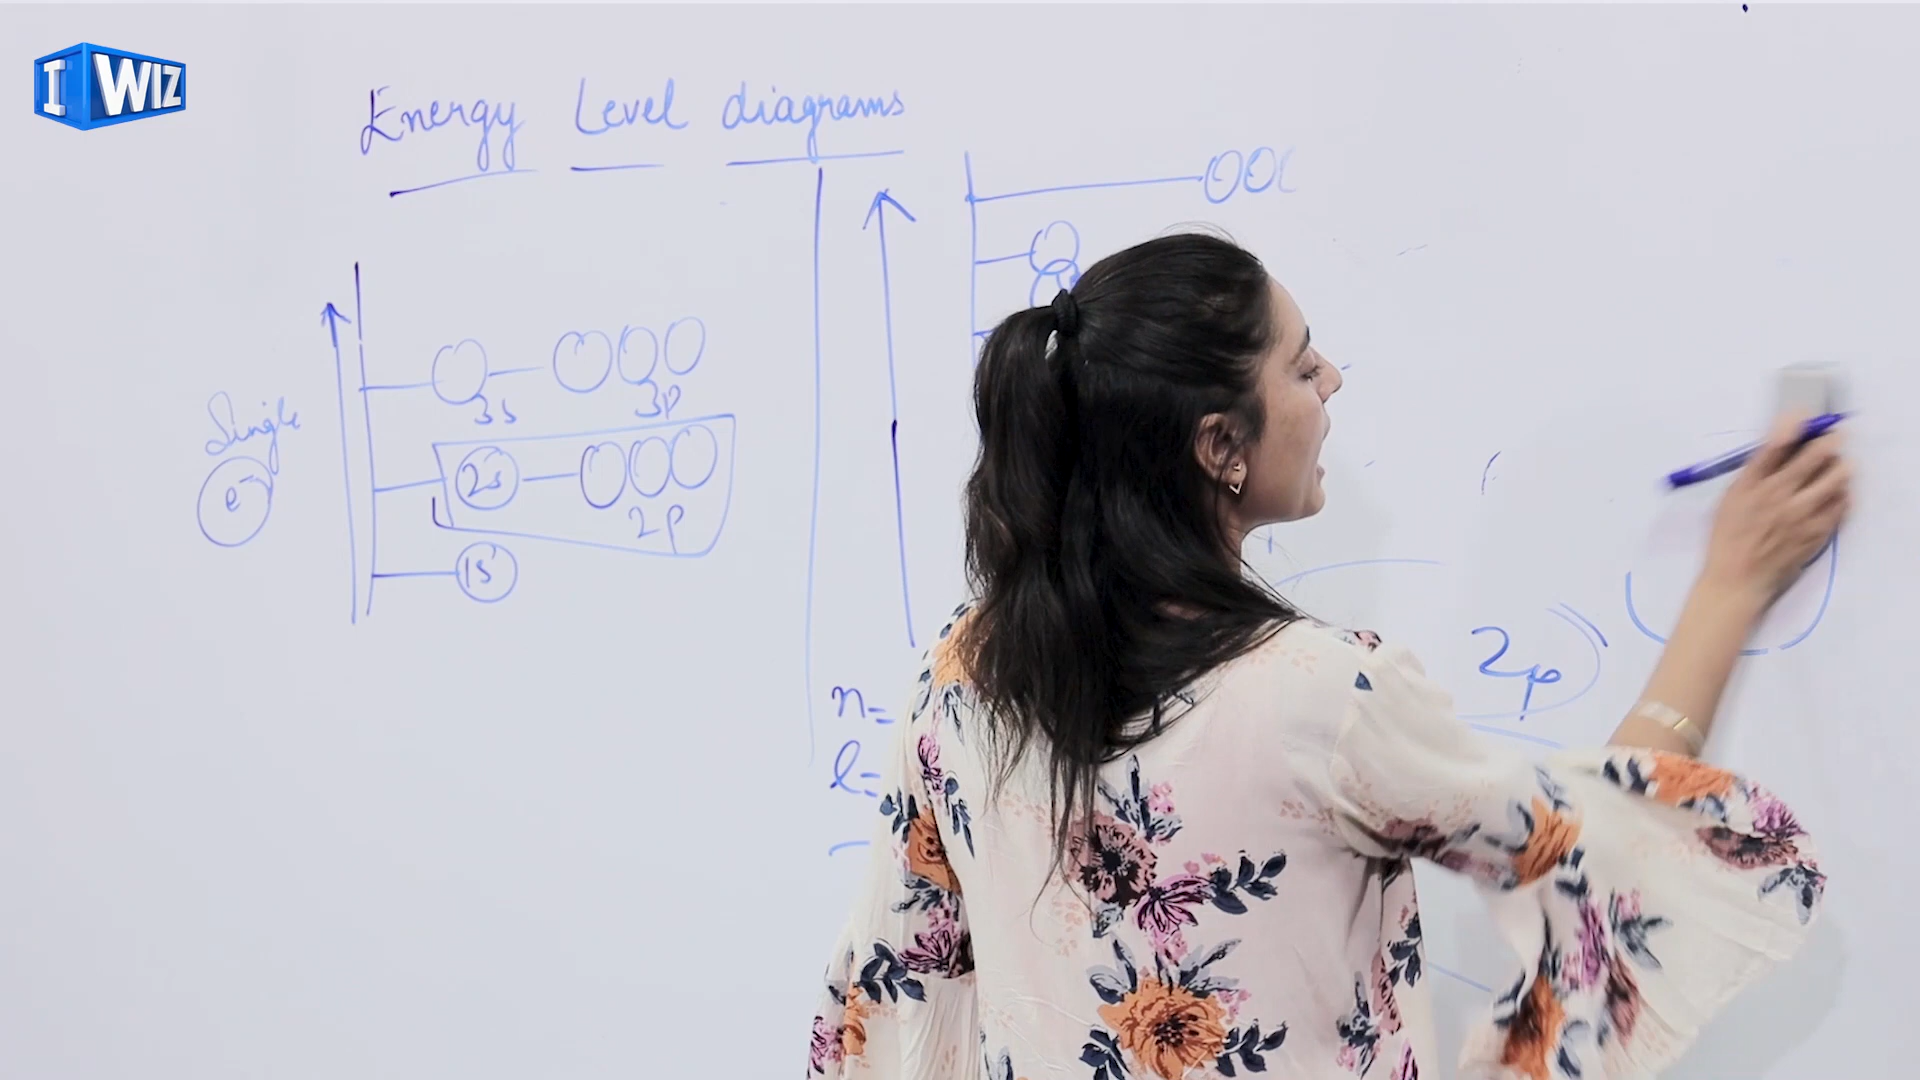 I WIZ
Energy Level diagrams
Single
e-
3s 3p
2s
2p
1s
n=
l=
2p